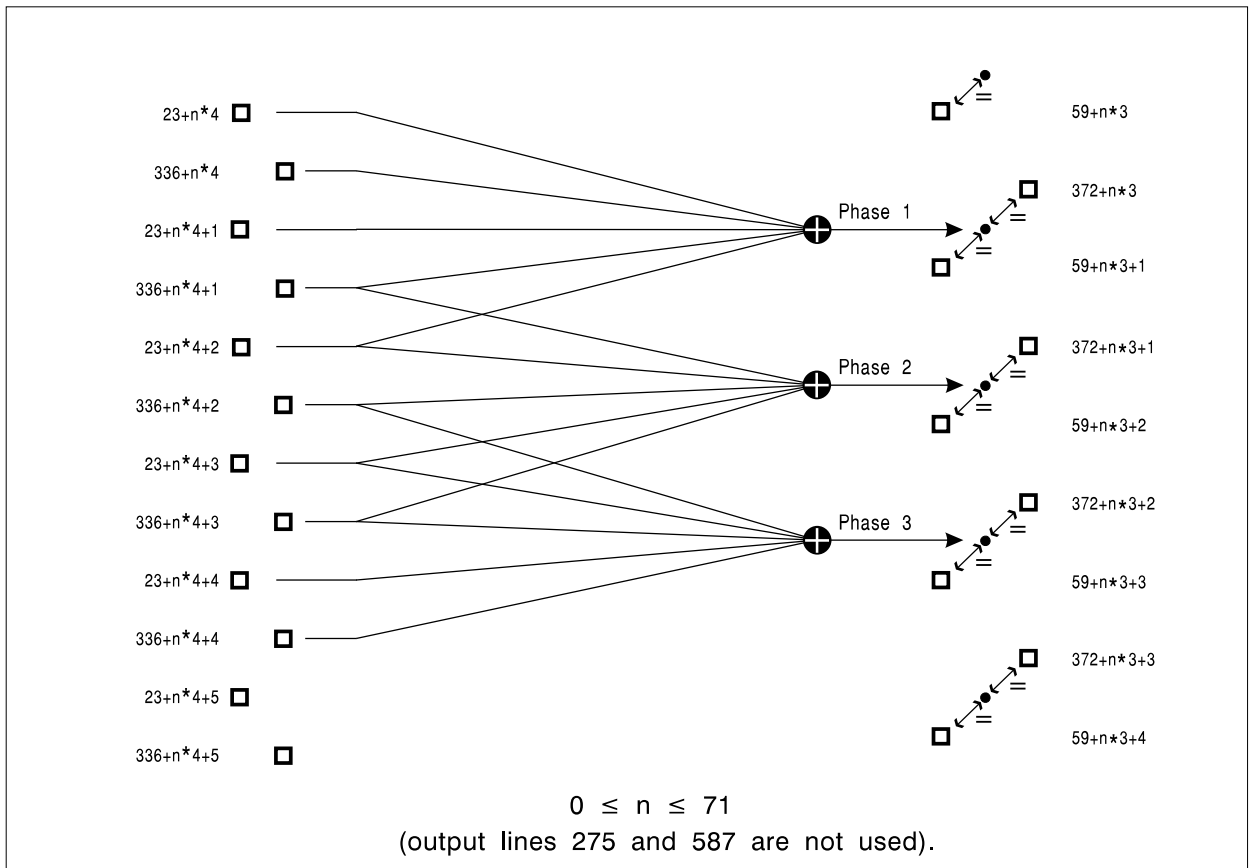 23+n*4
336+n*4
23+n*4+1
336+n*4+1
23+n*4+2
336+n*4+2
23+n*4+3
336+n*4+3
23+n*4+4
336+n*4+4
23+n*4+5
336+n*4+5
Phase 1
Phase 2
Phase 3
=
59+n*3
372+n*3
=
=
59+n*3+1
372+n*3+1
=
=
59+n*3+2
372+n*3+2
=
=
59+n*3+3
372+n*3+3
=
=
59+n*3+4
0 ≤ n ≤ 71
(output lines 275 and 587 are not used).